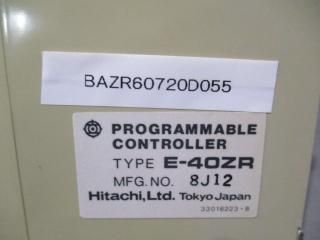 BAZR60720D055
PROGRAMMABLE
CONTROLLER
TYPE E-40ZR
MFG. NO. 8J12
Hitachi, Ltd. Tokyo Japan
33016223-8